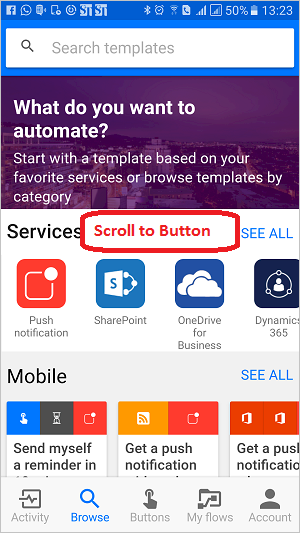 50% 13:23
Search templates
What do you want to
automate?
Start with a template based on your
favorite services or browse templates by
category
Services Scroll to Button SEE ALL
Push
notification
SharePoint
OneDrive
for
Business
Dynamics
365
Mobile SEE ALL
Send myself
a reminder in
Get a push
notification
Get a push
notification
Activity Browse Buttons My flows Account